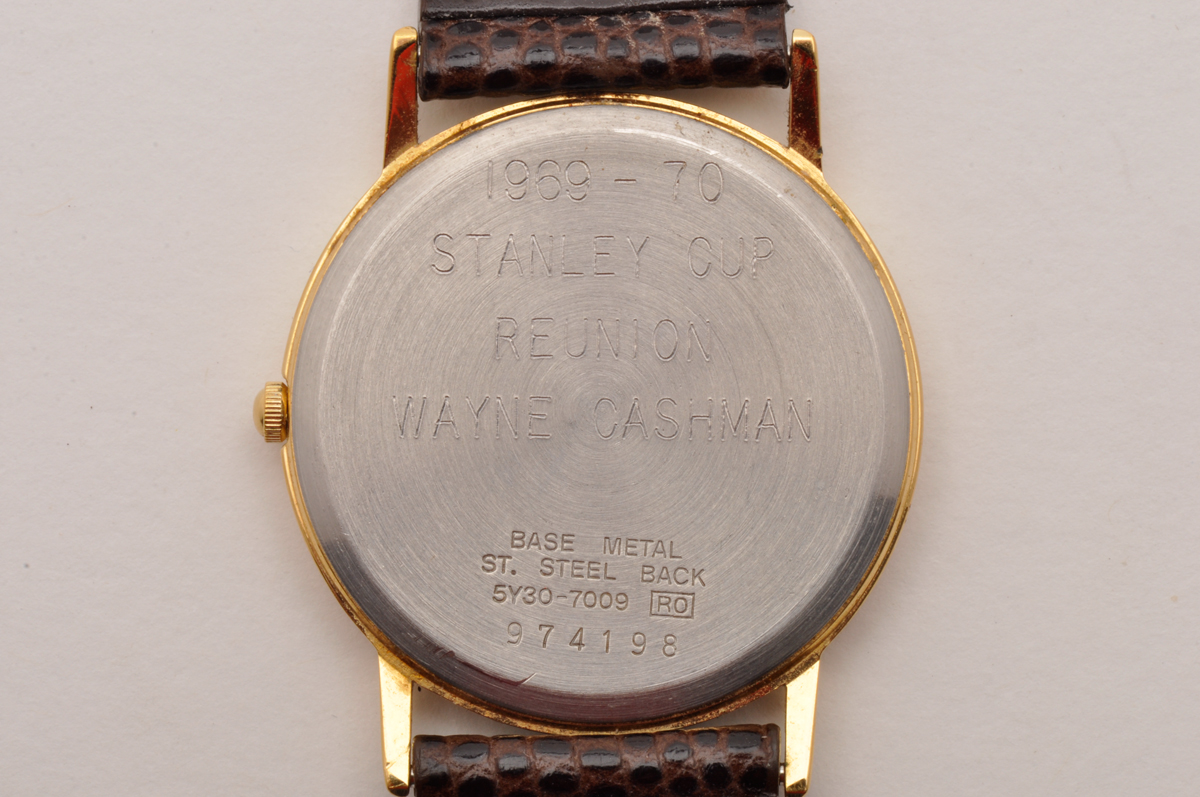 1969 - 70
STANLEY CUP
REUNION
WAYNE CASHMAN
BASE METAL
ST. STEEL BACK
5Y30-7009 RO
974198